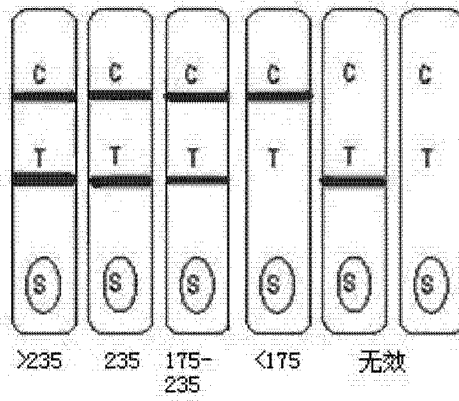 C C C C C C
T T T T T T
S S S S S S
>235 235 175-235 <175 无效